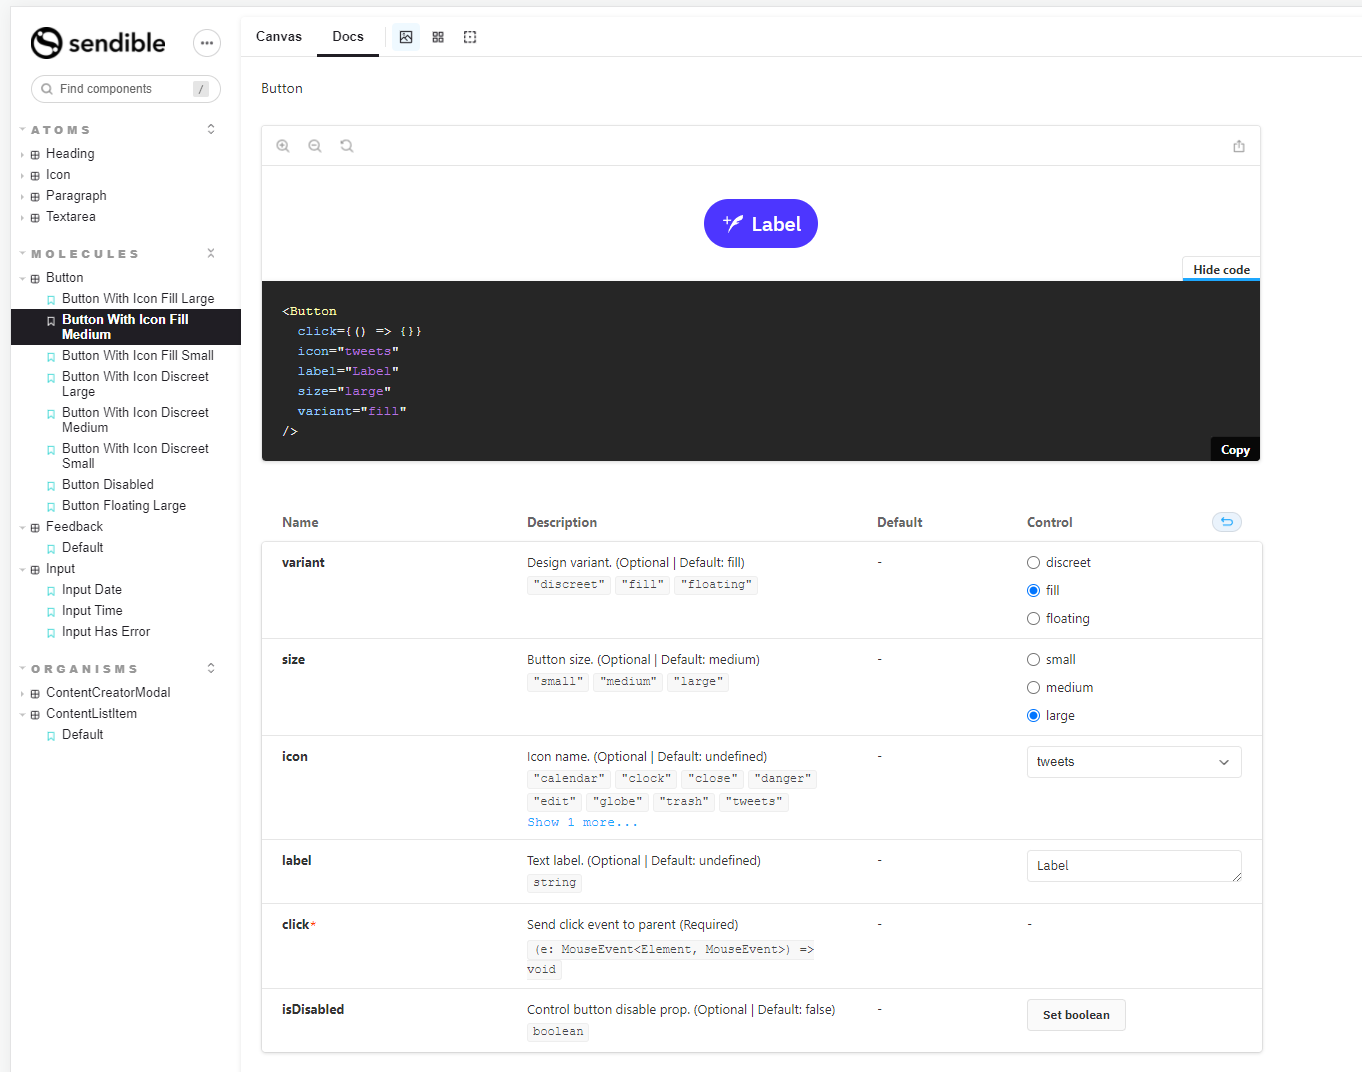 sendible
Canvas
Docs
Find components
/
Button
ATOMS
Heading
Icon
Paragraph
Textarea
MOLECULES
Button
Button With Icon Fill Large
Button With Icon Fill
Medium
Button With Icon Fill Small
Button With Icon Discreet
Large
Button With Icon Discreet
Medium
Button With Icon Discreet
Small
Button Disabled
Button Floating Large
Feedback
Default
Input
Input Date
Input Time
Input Has Error
ORGANISMS
ContentCreatorModal
ContentListItem
Default
Label
Hide code
<Button
click={() => {}}
icon="tweets"
label="Label"
size="large"
variant="fill"
/>
Copy
Name Description Default Control
variant Design variant. (Optional | Default: fill) - discreet
"discreet" "fill" "floating"
fill
floating
size Button size. (Optional | Default: medium) - small
"small" "medium" "large"
medium
large
icon Icon name. (Optional | Default: undefined) - tweets
"calendar" "clock" "close" "danger"
"edit" "globe" "trash" "tweets"
Show 1 more...
label Text label. (Optional | Default: undefined) - Label
string
click* Send click event to parent (Required) - -
(e: MouseEvent<Element, MouseEvent>) =>
void
isDisabled Control button disable prop. (Optional | Default: false) - Set boolean
boolean